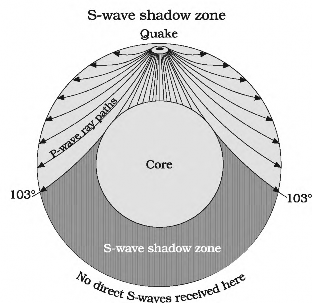 S-wave shadow zone
Quake
P-wave ray paths
Core
103°
103°
S-wave shadow zone
No direct S-waves received here